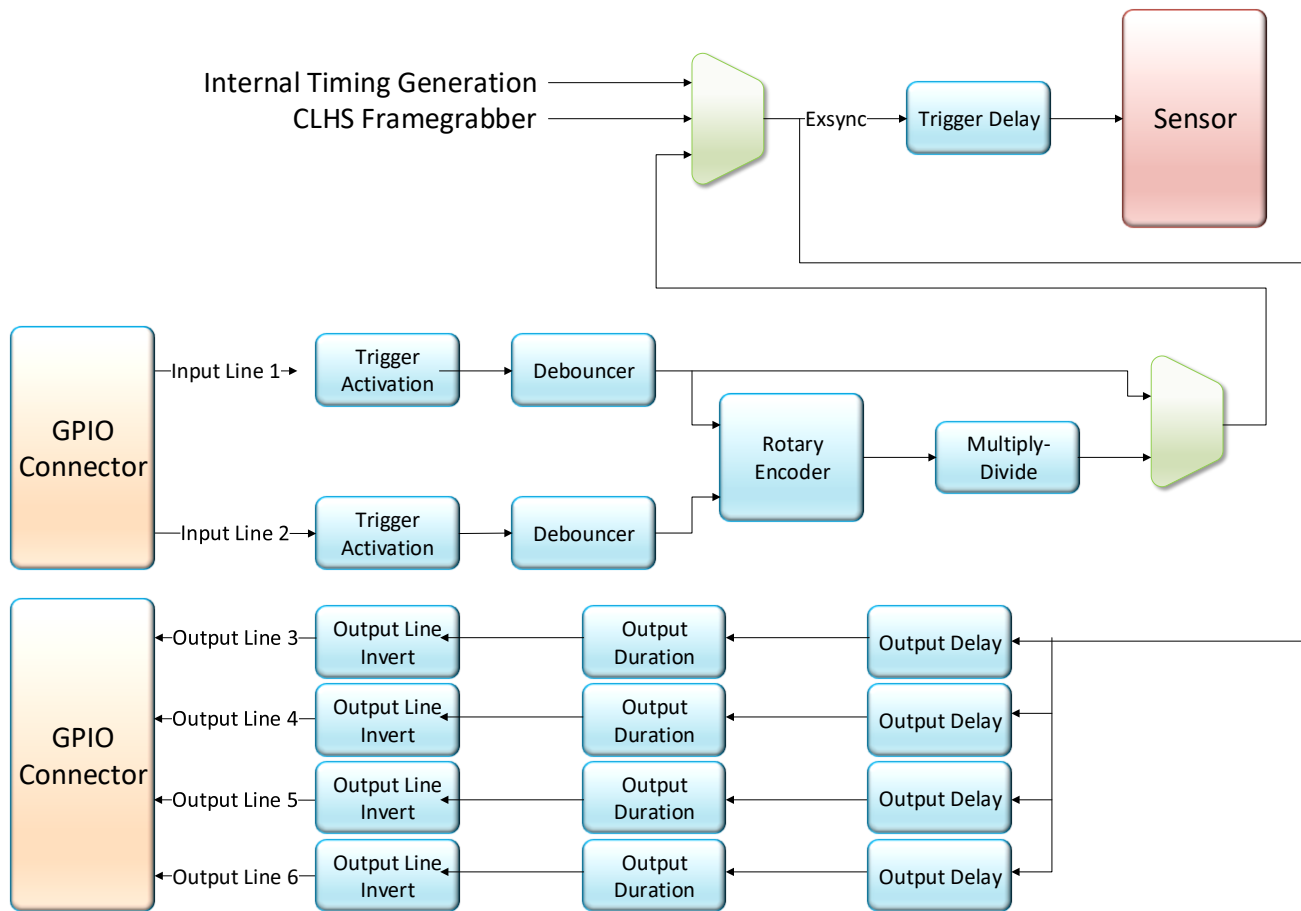 Internal Timing Generation
CLHS Framegrabber
Exsync
Trigger Delay
Sensor
GPIO
Connector
Input Line 1
Trigger
Activation
Debouncer
Rotary
Encoder
Multiply-
Divide
Input Line 2
Trigger
Activation
Debouncer
GPIO
Connector
Output Line 3
Output Line
Invert
Output
Duration
Output Delay
Output Line 4
Output Line
Invert
Output
Duration
Output Delay
Output Line 5
Output Line
Invert
Output
Duration
Output Delay
Output Line 6
Output Line
Invert
Output
Duration
Output Delay